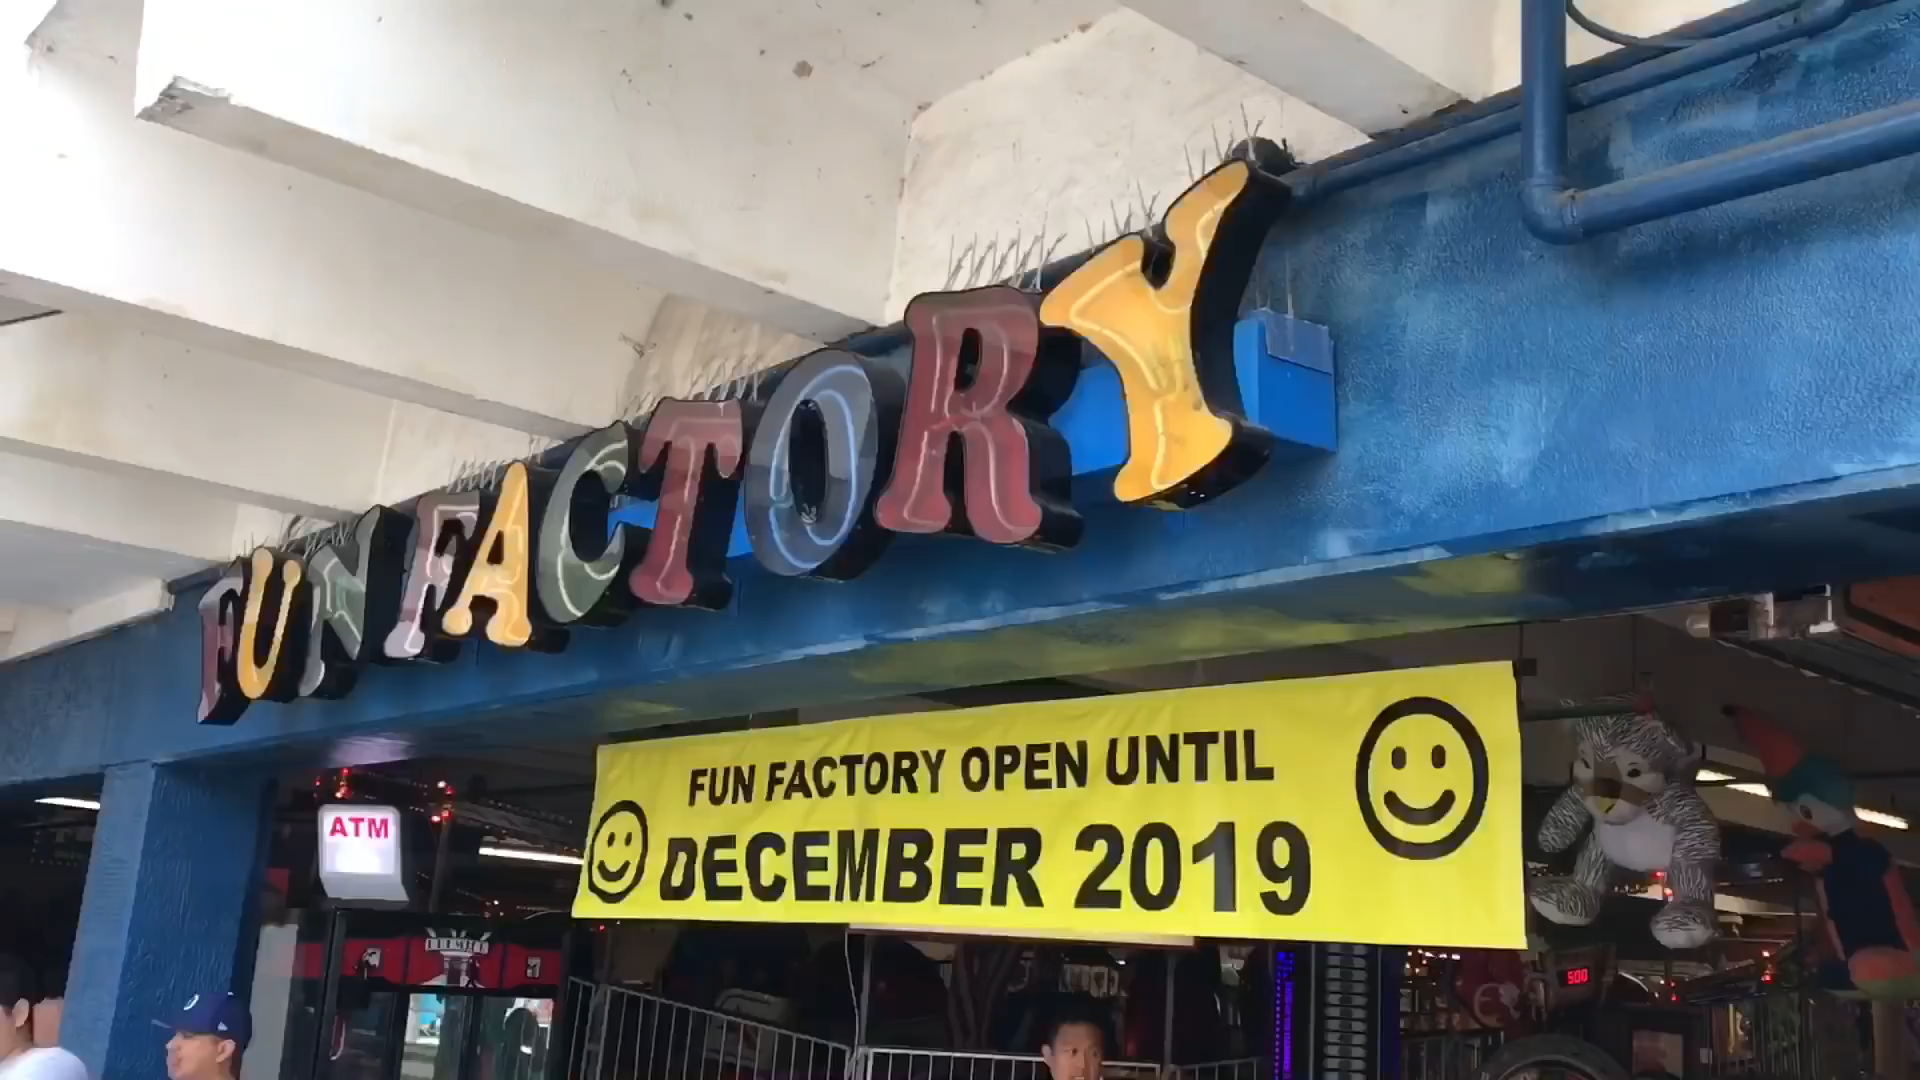 FUN FACTORY
FUN FACTORY OPEN UNTIL
DECEMBER 2019
ATM
500